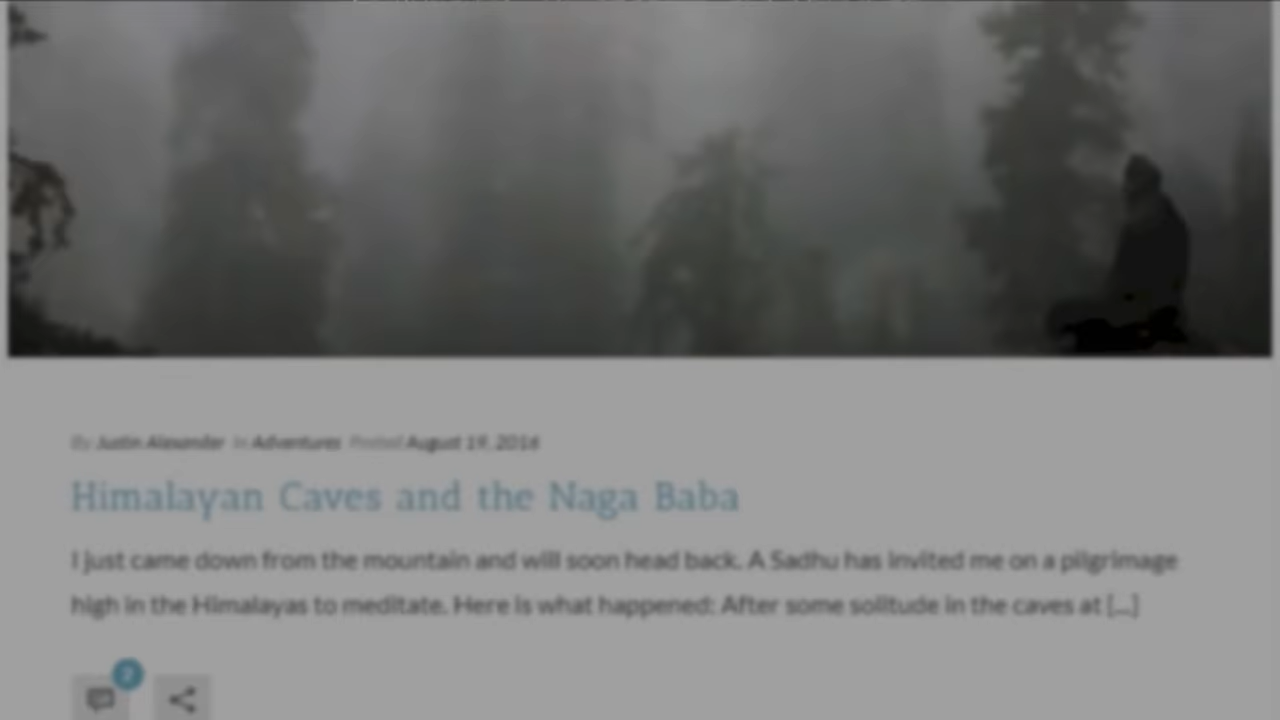 By Justin Alexander In Adventures Posted August 19, 2016
Himalayan Caves and the Naga Baba
I just came down from the mountain and will soon head back. A Sadhu has invited me on a pilgrimage
high in the Himalayas to meditate. Here is what happened: After some solitude in the caves at [...]